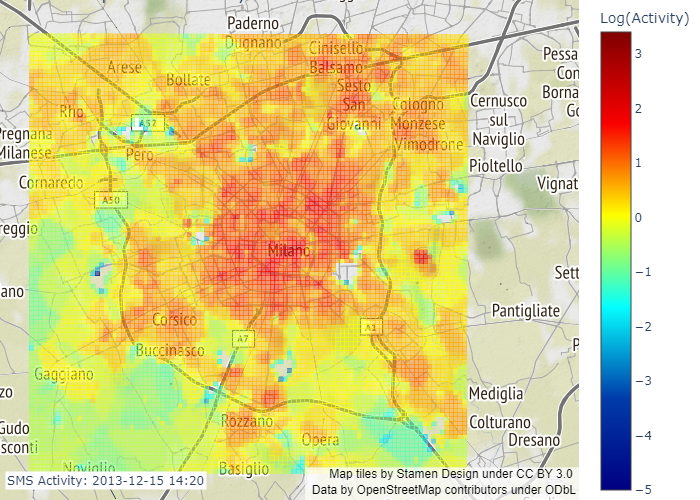 Log(Activity)
Paderno
Dugnano
Cinisello
Balsamo
Arese
Bollate
Sesto
San
Giovanni
Rho
A52
Cologno
Monzese
Vimodrone
Cernusco
sul
Naviglio
Pioltello
Pessa
Con
Borna
Go
Pregnana
Milanese
Pero
Cornaredo
A50
Vignat
reggio
Milano
Sett
ano
Corsico
A7
A1
Pantigliate
Buccinasco
Gaggiano
P
zo
Mediglia
Gudo
sconti
Rozzano
Opera
Colturano
Dresano
Noviglio
Basiglio
3
2
1
0
−1
−2
−3
−4
−5
SMS Activity: 2013-12-15 14:20
Map tiles by Stamen Design under CC BY 3.0
Data by OpenStreetMap contributors under ODbL